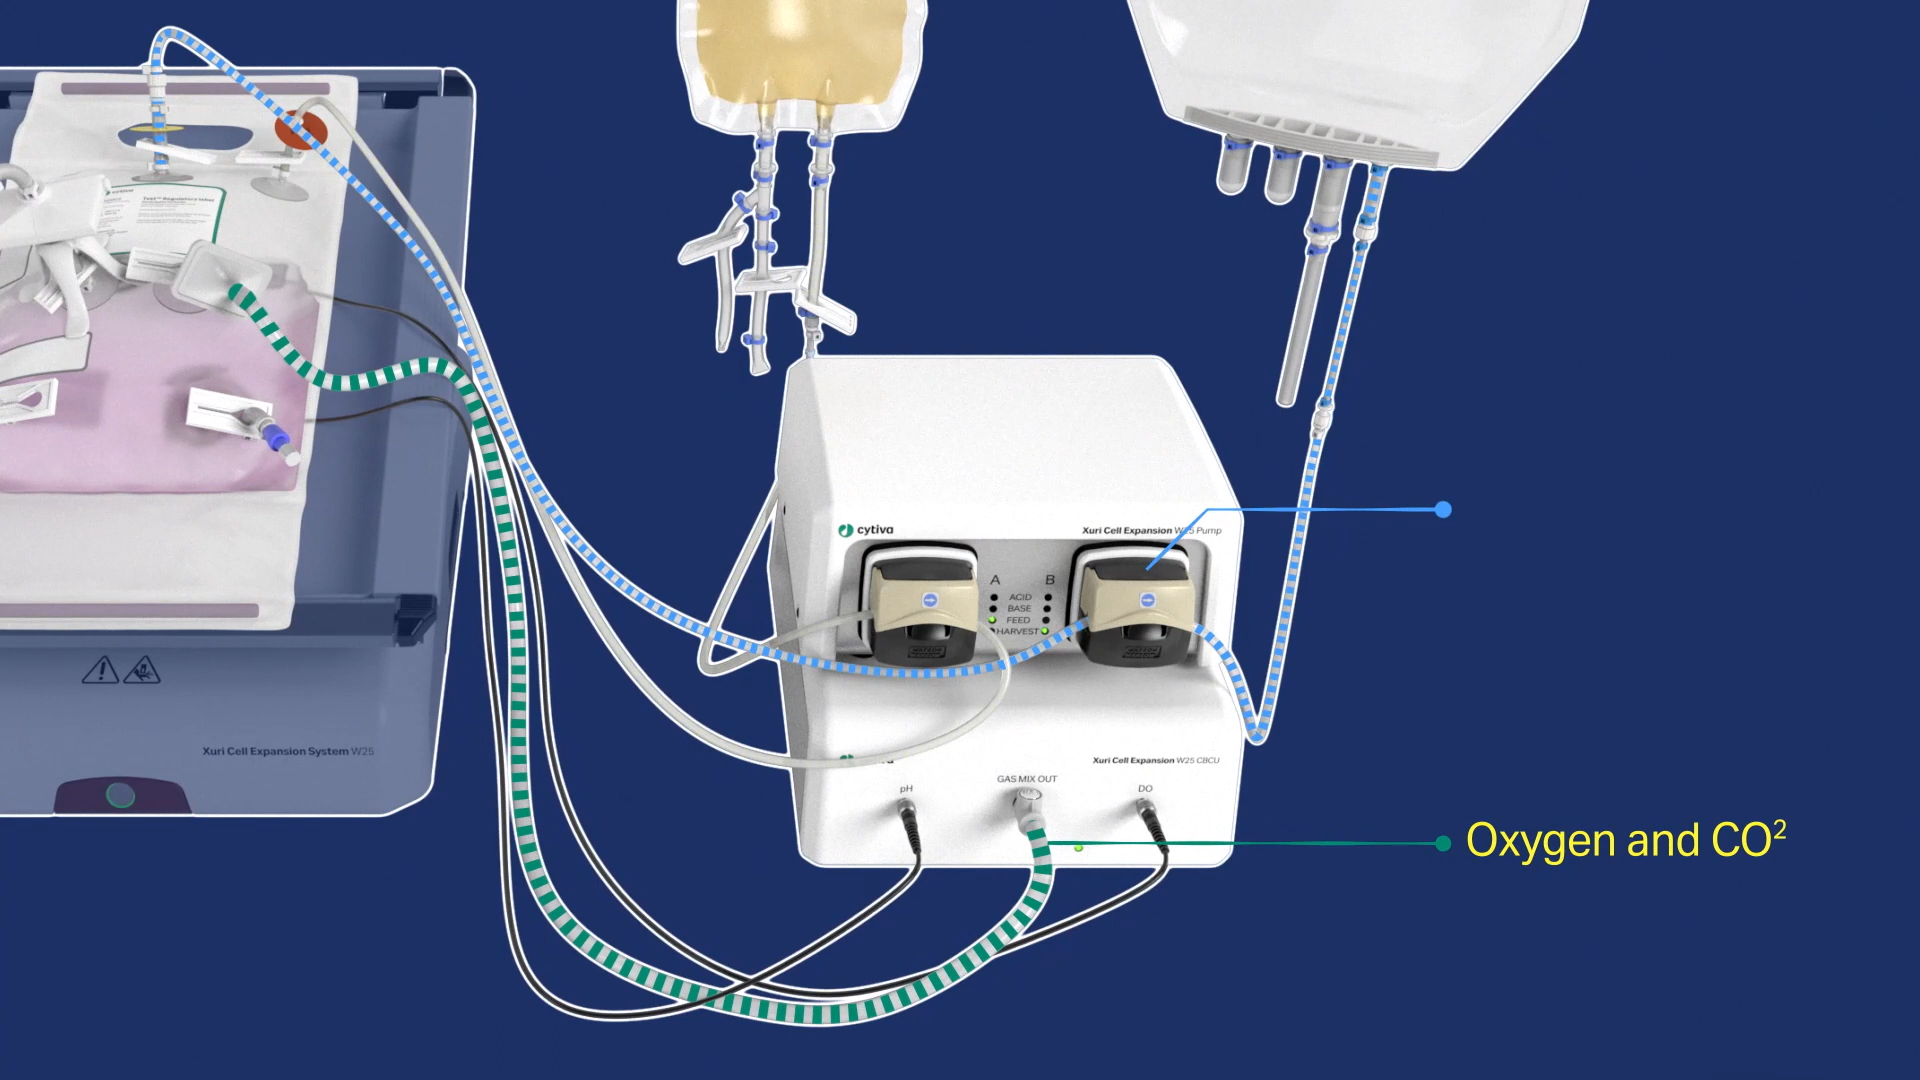 cytiva
cytiva
Xuri Cell Expansion W25 Pump
A B
ACID
BASE
FEED
HARVEST
Xuri Cell Expansion System W25
Xuri Cell Expansion W25 CBCU
GAS MIX OUT
pH
DO
Oxygen and CO²